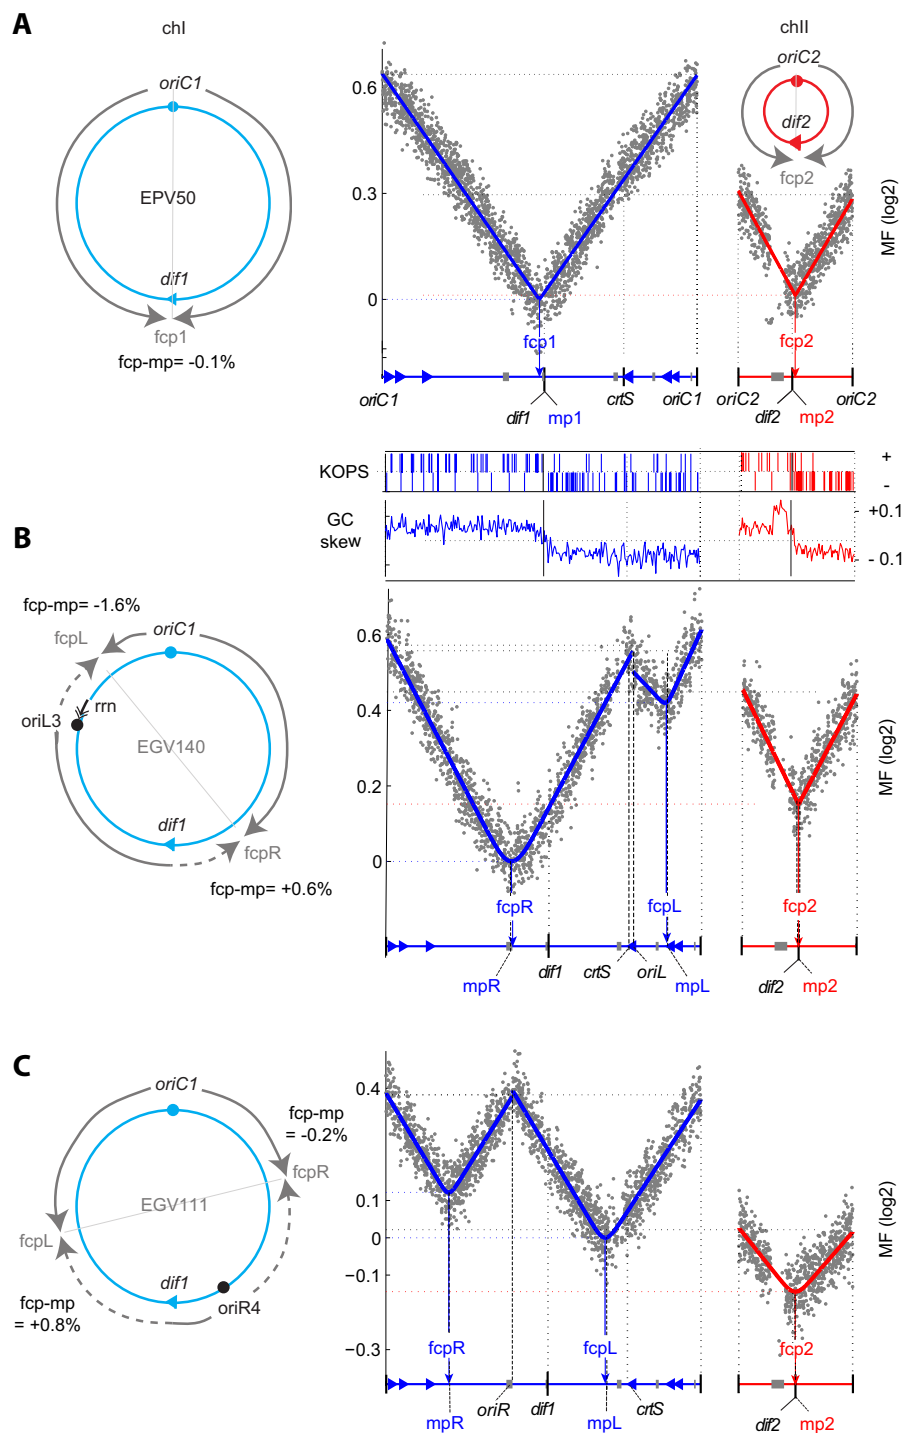 A
chI
chII
oriC1
EPV50
dif1
fcp1
fcp-mp= -0.1%
0.6
0.3
0
fcp1
oriC1
dif1
mp1
crtS
oriC1
oriC2
dif2
fcp2
MF (log2)
fcp2
oriC2
dif2
mp2
oriC2
KOPS
+
-
GC
skew
+0.1
- 0.1
B
fcp-mp= -1.6%
fcpL
oriC1
oriL3
rrn
EGV140
dif1
fcpR
fcp-mp= +0.6%
0.6
0.4
0.2
0
fcpR
fcpL
mpR
dif1
crtS
oriL
mpL
MF (log2)
fcp2
dif2
mp2
C
oriC1
fcp-mp
= -0.2%
fcpR
EGV111
fcpL
dif1
oriR4
fcp-mp
= +0.8%
0.4
0.1
0
−0.1
−0.3
fcpR
fcpL
mpR
oriR
dif1
mpL
crtS
MF (log2)
fcp2
dif2
mp2